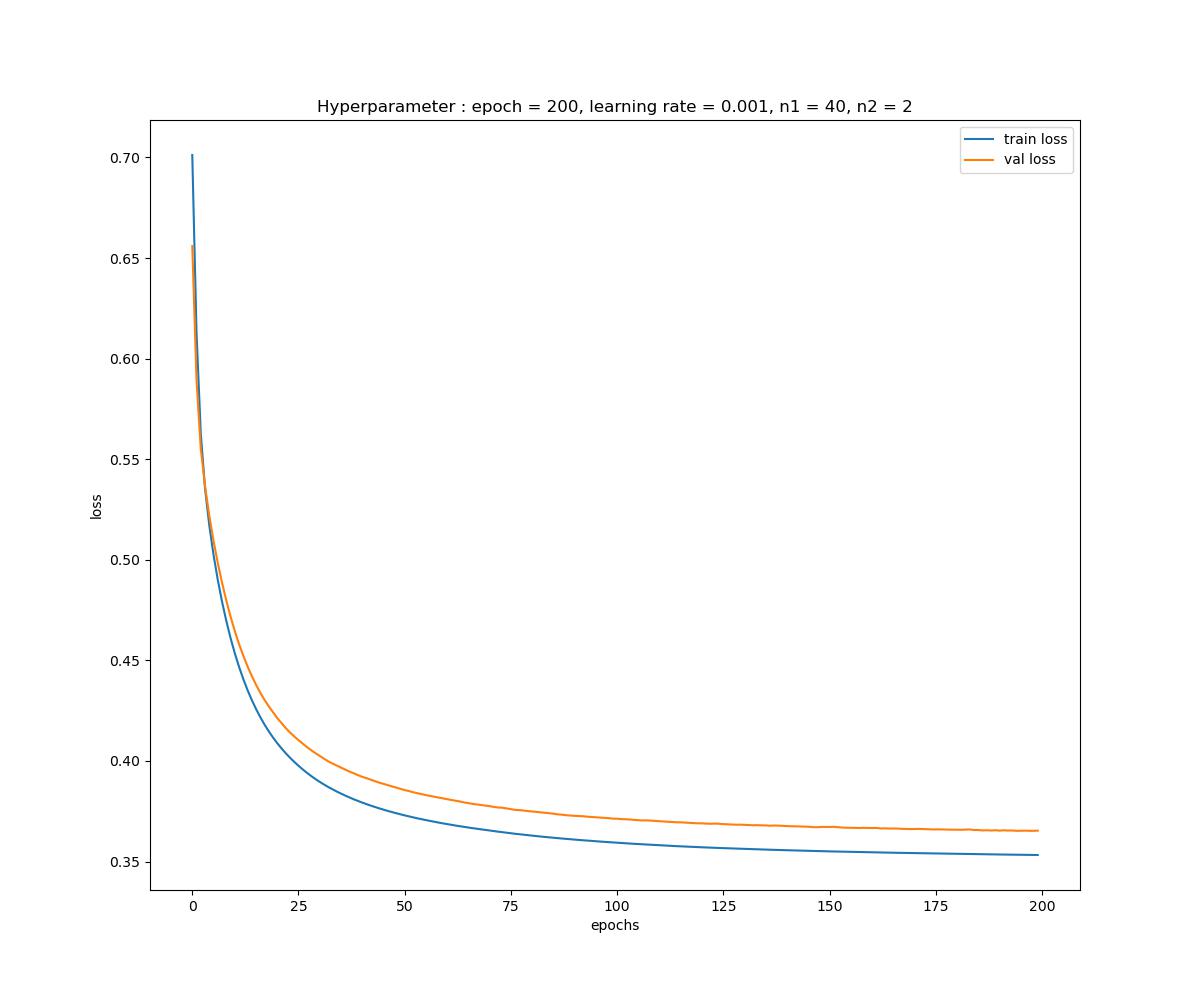 Hyperparameter : epoch = 200, learning rate = 0.001, n1 = 40, n2 = 2
train loss
val loss
0.70
0.65
0.60
0.55
0.50
0.45
0.40
0.35
loss
0 25 50 75 100 125 150 175 200
epochs